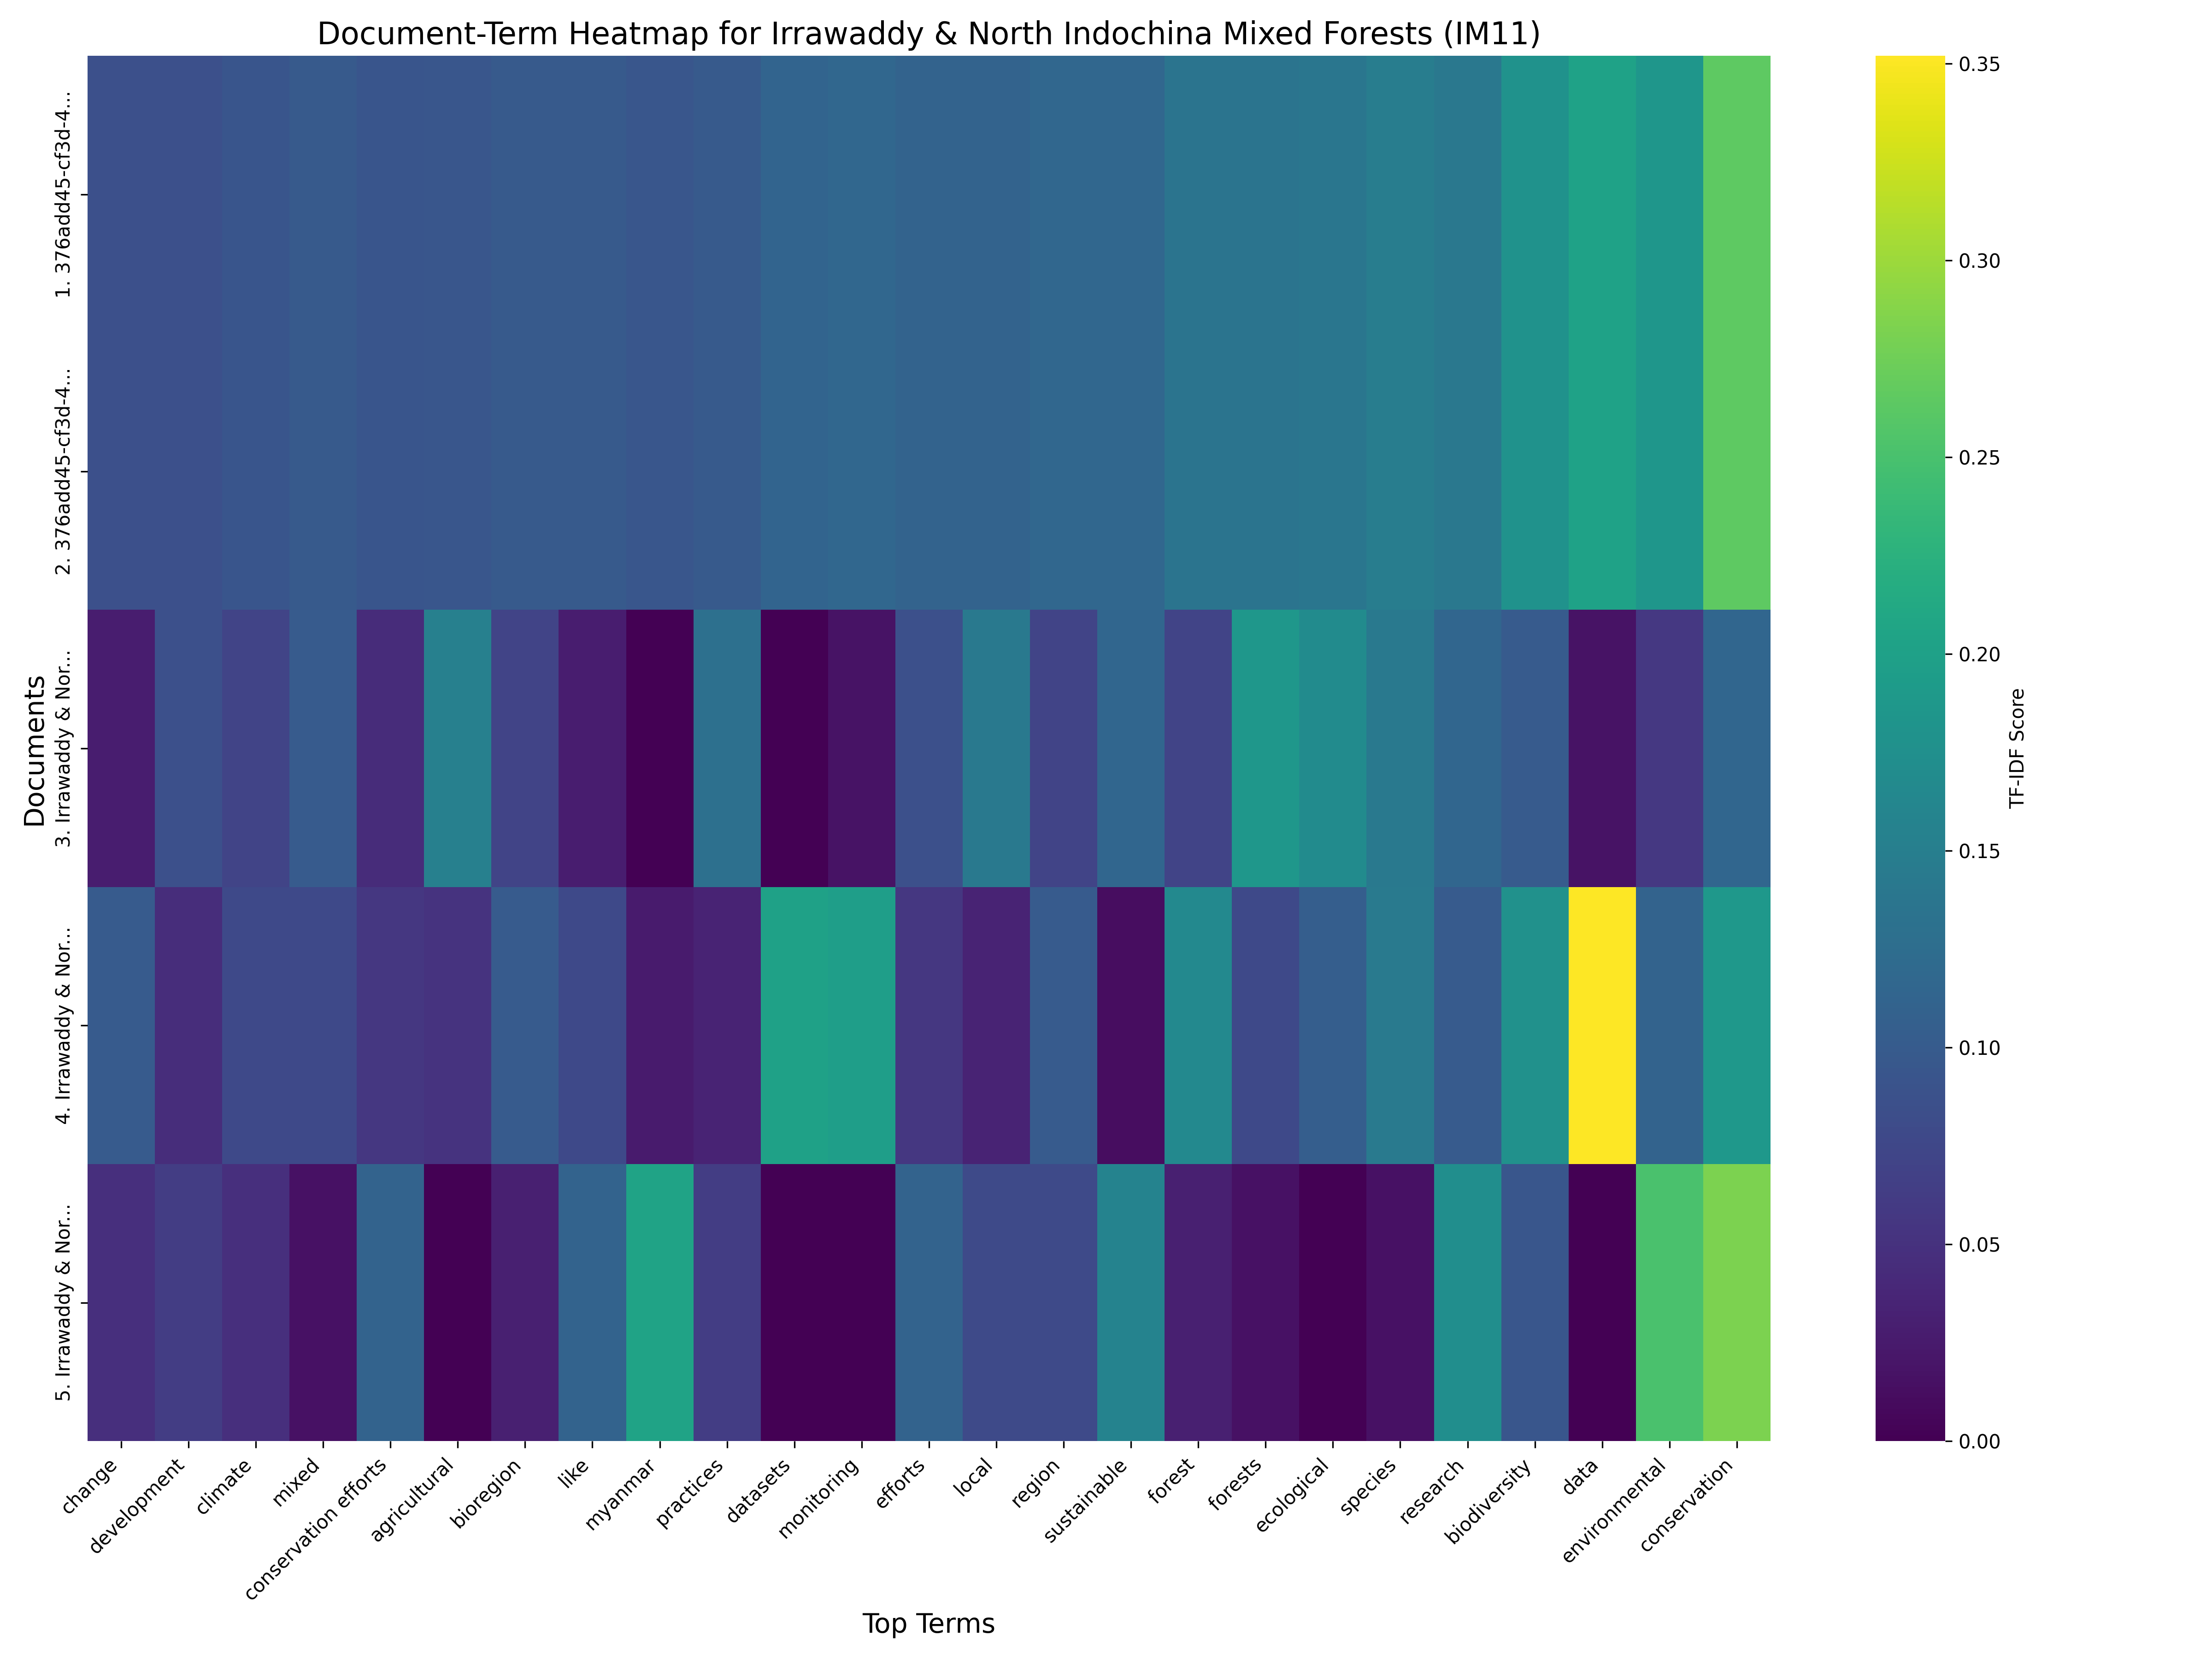 Document-Term Heatmap for Irrawaddy & North Indochina Mixed Forests (IM11)
Documents
1. 376add45-cf3d-4...
2. 376add45-cf3d-4...
3. Irrawaddy & Nor...
4. Irrawaddy & Nor...
5. Irrawaddy & Nor...
change
development
climate
mixed
conservation efforts
agricultural
bioregion
like
myanmar
practices
datasets
monitoring
efforts
local
region
sustainable
forest
forests
ecological
species
research
biodiversity
data
environmental
conservation
Top Terms
0.35
0.30
0.25
0.20
0.15
0.10
0.05
0.00
TF-IDF Score